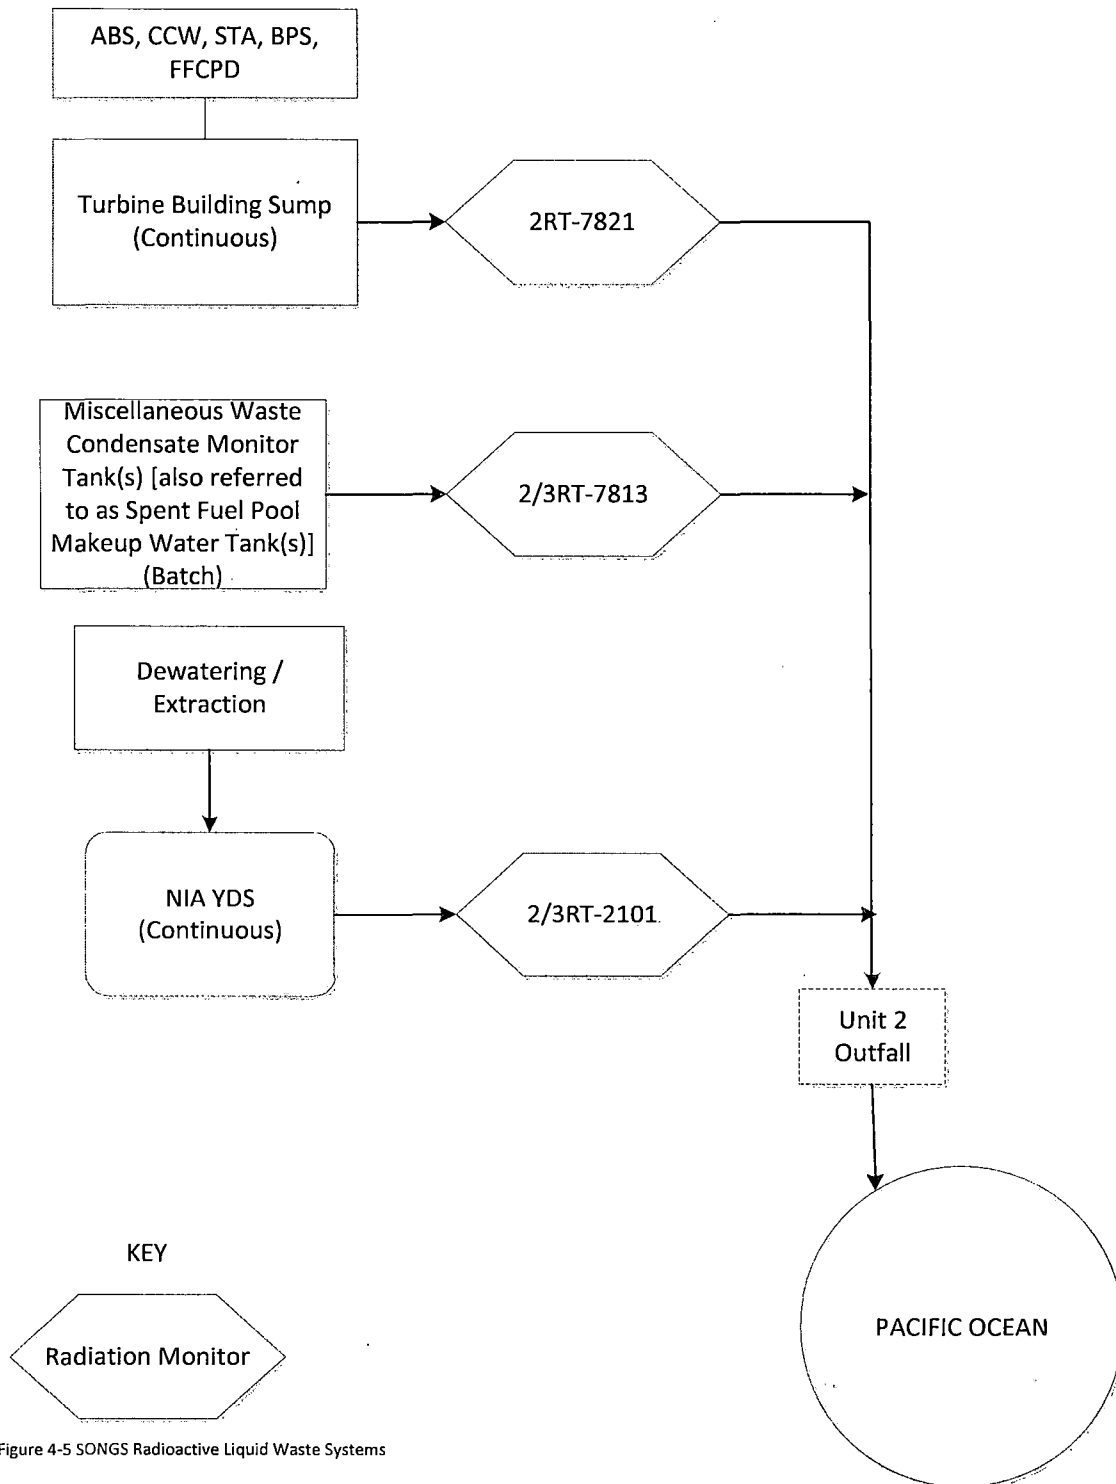 ABS, CCW, STA, BPS,
FFCPD
Turbine Building Sump
(Continuous)
2RT-7821
Miscellaneous Waste
Condensate Monitor
Tank(s) [also referred
to as Spent Fuel Pool
Makeup Water Tank(s)]
(Batch)
2/3RT-7813
Dewatering /
Extraction
NIA YDS
(Continuous)
2/3RT-2101
Unit 2
Outfall
PACIFIC OCEAN
KEY
Radiation Monitor
Figure 4-5 SONGS Radioactive Liquid Waste Systems